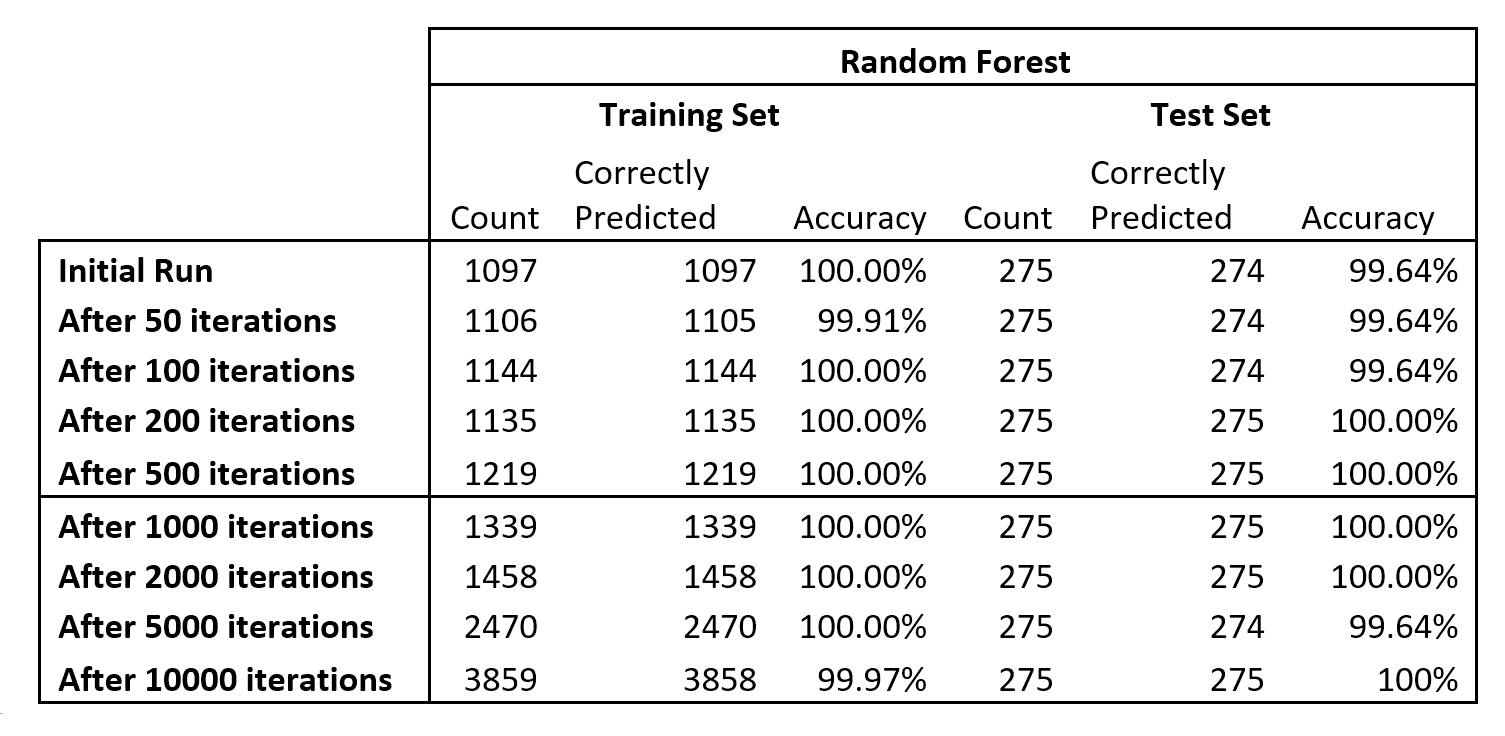 Random Forest
Training Set Test Set
Correctly Correctly
Count Predicted Accuracy Count Predicted Accuracy
Initial Run 1097 1097 100.00% 275 274 99.64%
After 50 iterations 1106 1105 99.91% 275 274 99.64%
After 100 iterations 1144 1144 100.00% 275 274 99.64%
After 200 iterations 1135 1135 100.00% 275 275 100.00%
After 500 iterations 1219 1219 100.00% 275 275 100.00%
After 1000 iterations 1339 1339 100.00% 275 275 100.00%
After 2000 iterations 1458 1458 100.00% 275 275 100.00%
After 5000 iterations 2470 2470 100.00% 275 274 99.64%
After 10000 iterations 3859 3858 99.97% 275 275 100%